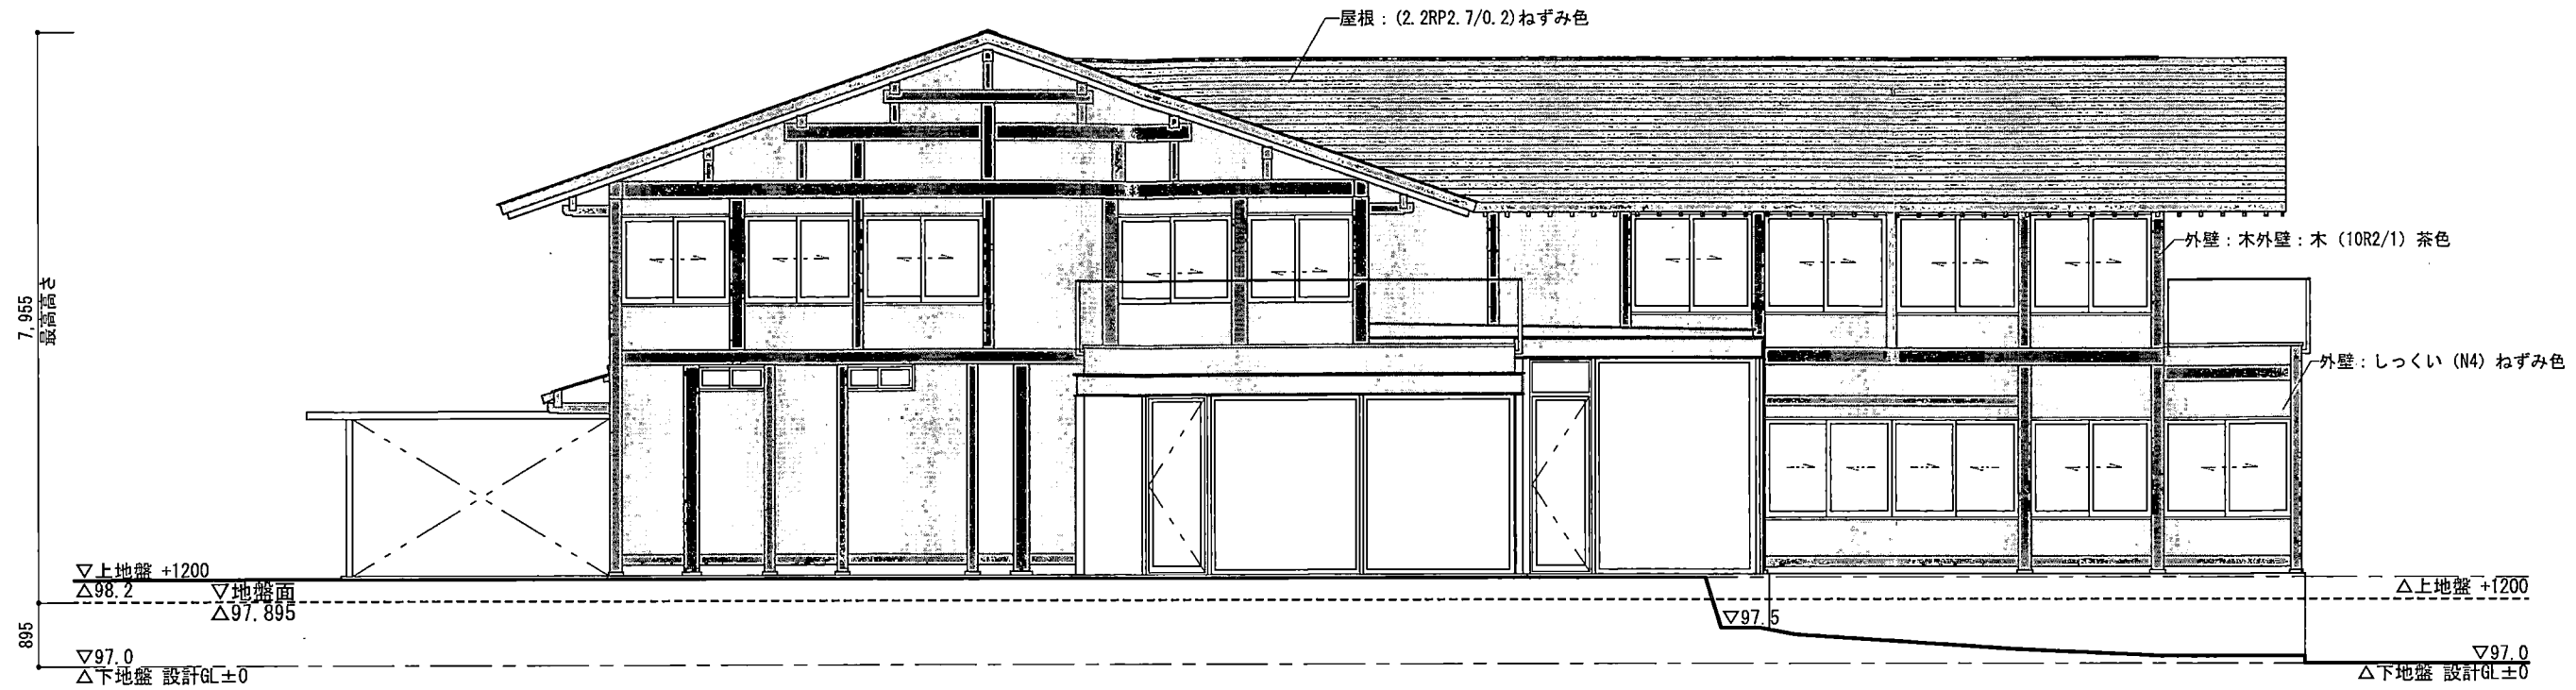 屋根：(2.2RP2.7/0.2)ねずみ色
外壁：木外壁：木（10R2/1）茶色
7,955
最高高さ
外壁：しっくい（N4）ねずみ色
▽上地盤 +1200
△98.2
▽地盤面
△97.895
△上地盤 +1200
▽97.5
895
▽97.0
△下地盤 設計GL±0
▽97.0
△下地盤 設計GL±0